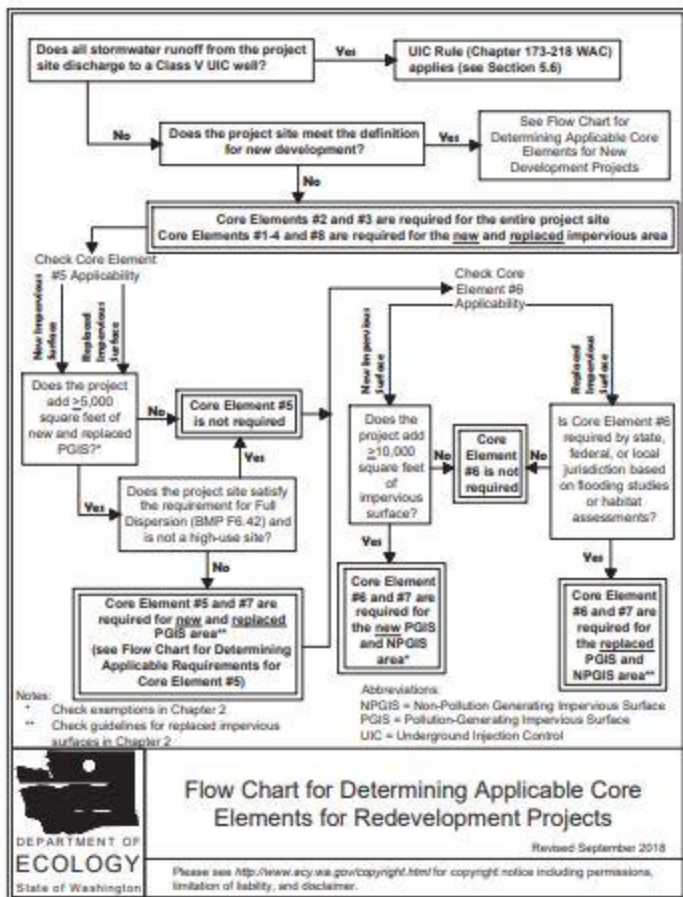 Does all stormwater runoff from the project
site discharge to a Class V UIC well?
Yes
UIC Rule (Chapter 173-218 WAC)
applies (see Section 5.6)
No
Does the project site meet the definition
for new development?
Yes
See Flow Chart for
Determining Applicable Core
Elements for New
Development Projects
No
Core Elements #2 and #3 are required for the entire project site
Core Elements #1-4 and #8 are required for the new and replaced impervious area
Check Core Element
#5 Applicability
New Impervious
Surface
Replaced Impervious
Surface
Does the project
add ≥5,000
square feet of
new and replaced
PGIS?*
No
Core Element #5
is not required
Yes
Yes
Does the project site satisfy
the requirement for Full
Dispersion (BMP F6.42) and
is not a high-use site?
No
Core Element #5 and #7 are
required for new and replaced
PGIS area**
(see Flow Chart for Determining
Applicable Requirements for
Core Element #5)
Check Core
Element #6
Applicability
New Impervious
Surface
Replaced
Impervious
Surface
Does the
project add
≥10,000
square feet
of
impervious
surface?
No
Core
Element
#6 is not
required
No
Is Core Element #6
required by state,
federal, or local
jurisdiction based
on flooding studies
or habitat
assessments?
Yes
Yes
Core Element
#6 and #7 are
required for
the new PGIS
and NPGIS
area*
Core Element
#6 and #7 are
required for
the replaced
PGIS and
NPGIS area**
Notes:
* Check exemptions in Chapter 2
** Check guidelines for replaced impervious
surfaces in Chapter 2
Abbreviations:
NPGIS = Non-Pollution Generating Impervious Surface
PGIS = Pollution-Generating Impervious Surface
UIC = Underground Injection Control
DEPARTMENT OF
ECOLOGY
State of Washington
Flow Chart for Determining Applicable Core
Elements for Redevelopment Projects
Revised September 2018
Please see http://www.ecy.wa.gov/copyright.html for copyright notice including permissions,
limitation of liability, and disclaimer.